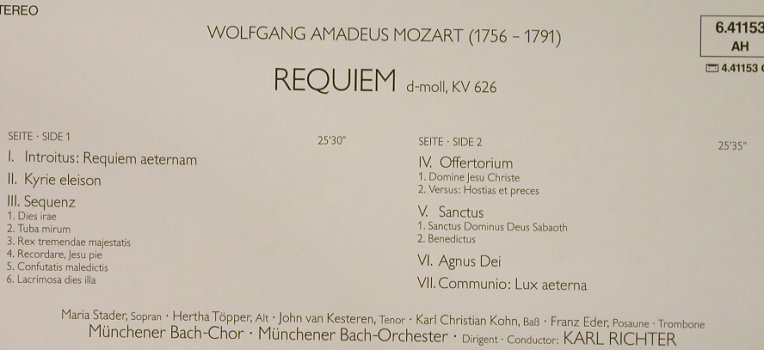 STEREO
WOLFGANG AMADEUS MOZART (1756 – 1791)
6.41153
AH
4.41153
REQUIEM d-moll, KV 626
SEITE · SIDE 1
25'30"
I. Introitus: Requiem aeternam
II. Kyrie eleison
III. Sequenz
1. Dies irae
2. Tuba mirum
3. Rex tremendae majestatis
4. Recordare, Jesu pie
5. Confutatis maledictis
6. Lacrimosa dies illa
SEITE · SIDE 2
25'35"
IV. Offertorium
1. Domine Jesu Christe
2. Versus: Hostias et preces
V. Sanctus
1. Sanctus Dominus Deus Sabaoth
2. Benedictus
VI. Agnus Dei
VII. Communio: Lux aeterna
Maria Stader, Sopran · Hertha Töpper, Alt · John van Kesteren, Tenor · Karl Christian Kohn, Baß · Franz Eder, Posaune · Trombone
Münchener Bach-Chor · Münchener Bach-Orchester · Dirigent · Conductor: KARL RICHTER